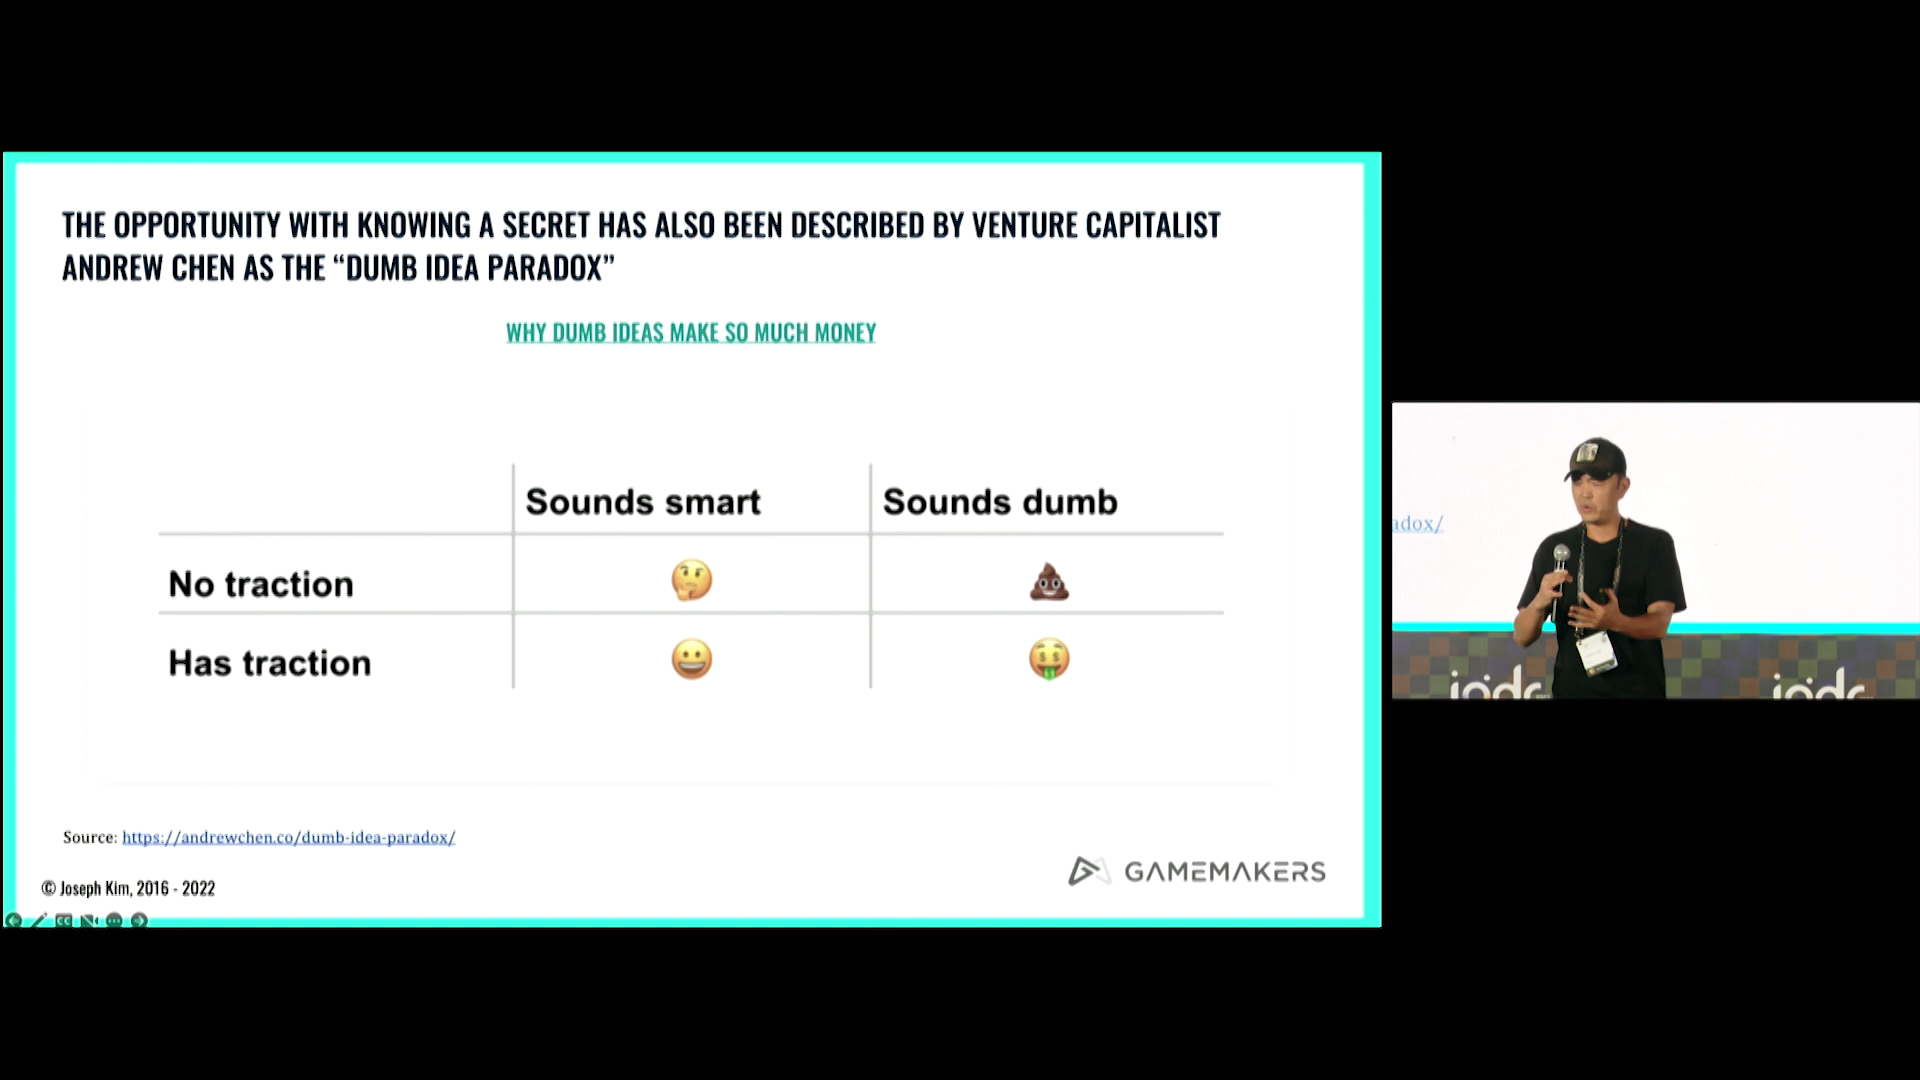 THE OPPORTUNITY WITH KNOWING A SECRET HAS ALSO BEEN DESCRIBED BY VENTURE CAPITALIST
ANDREW CHEN AS THE “DUMB IDEA PARADOX”
WHY DUMB IDEAS MAKE SO MUCH MONEY
Sounds smart
Sounds dumb
No traction
Has traction
Source: https://andrewchen.co/dumb-idea-paradox/
© Joseph Kim, 2016 - 2022
GAMEMAKERS
CC
adox/